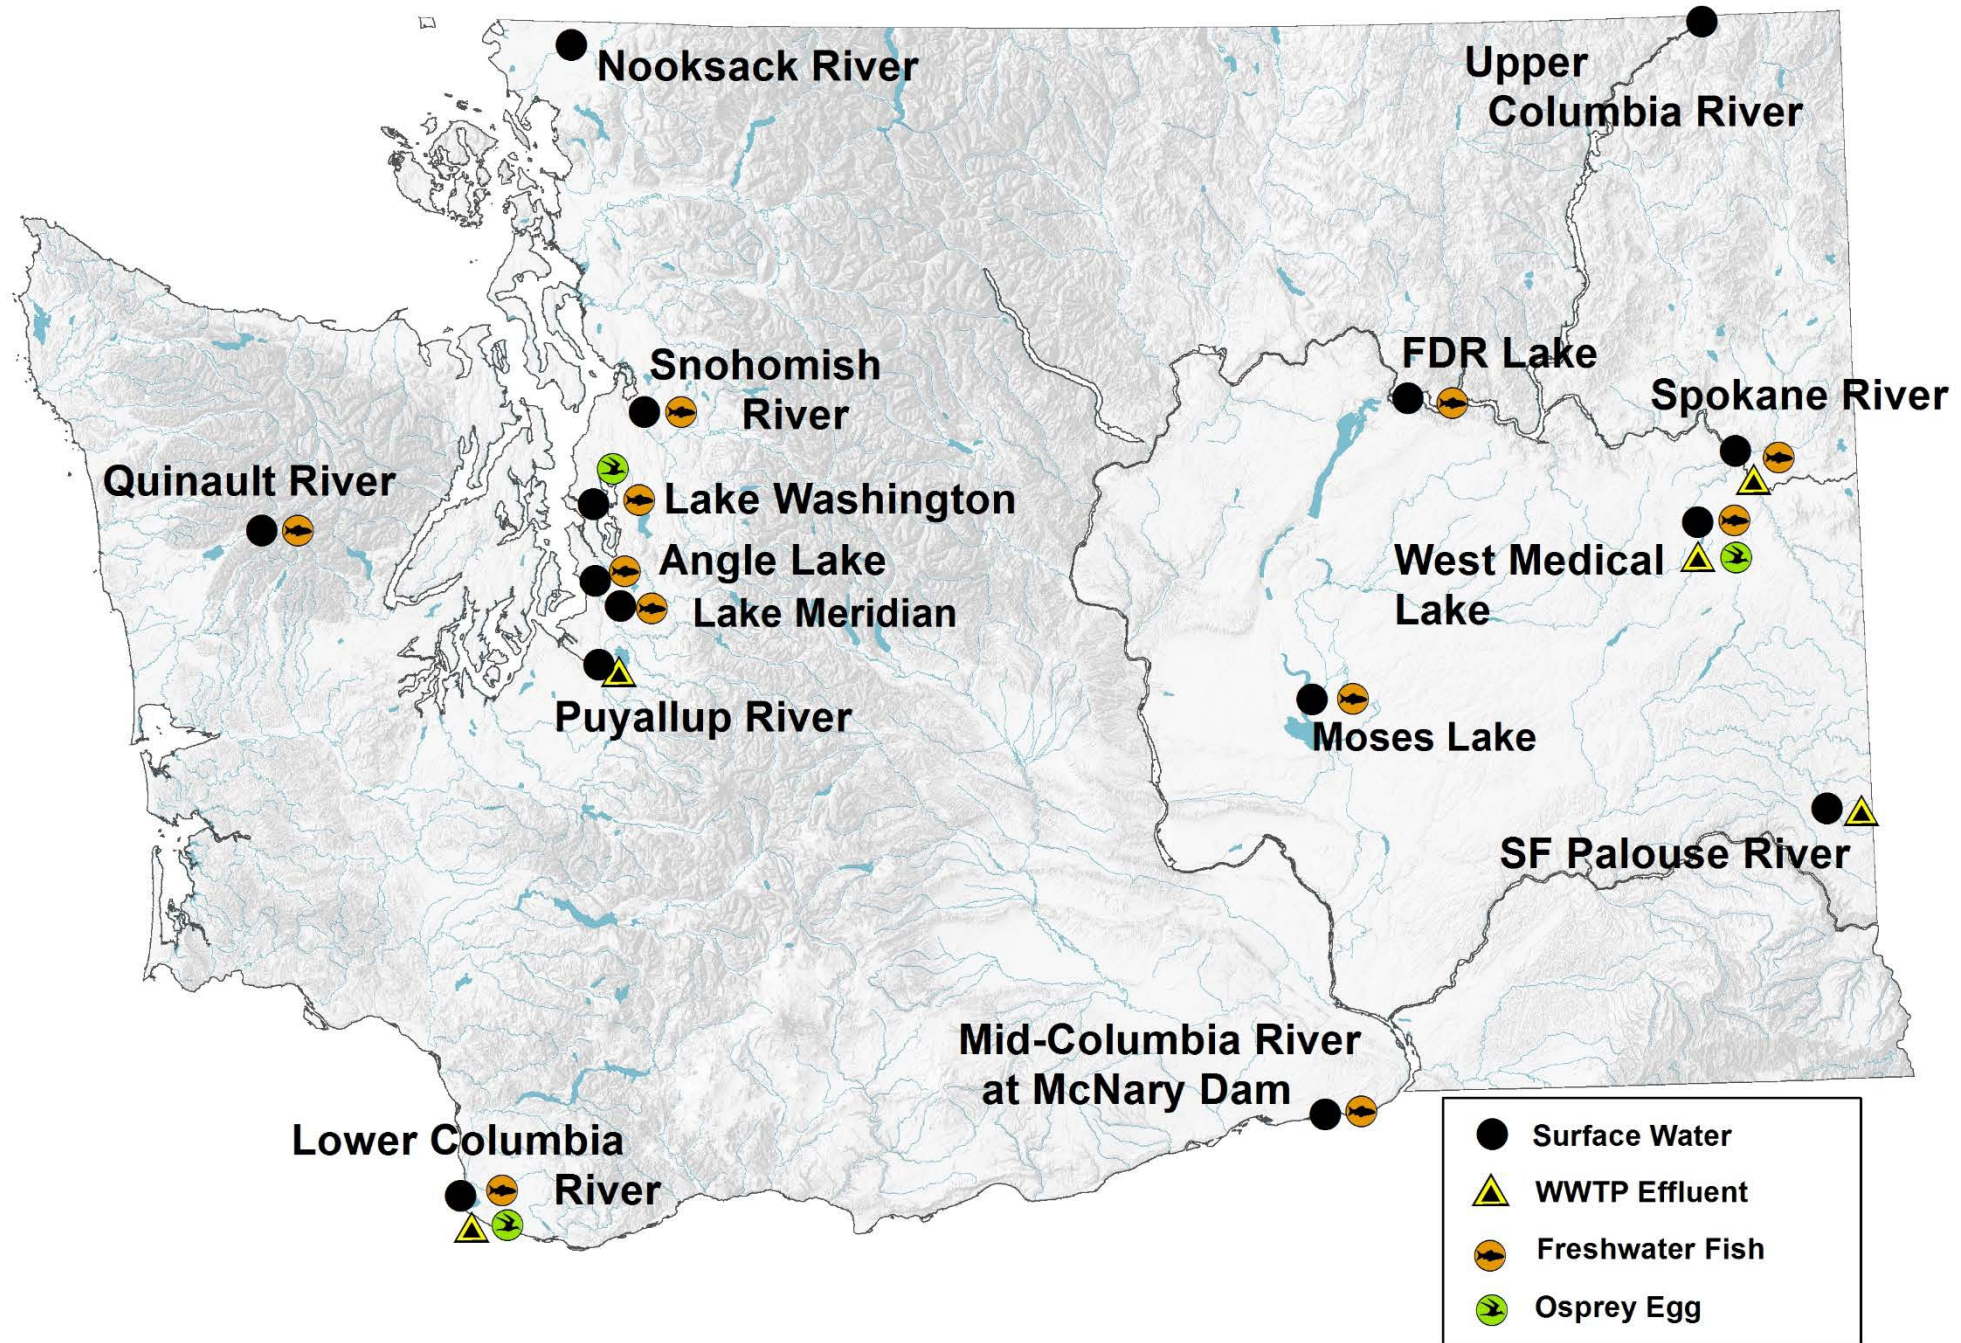 Nooksack River
Upper
Columbia River
Snohomish
River
FDR Lake
Spokane River
Quinault River
Lake Washington
Angle Lake
West Medical
Lake
Lake Meridian
Puyallup River
Moses Lake
SF Palouse River
Mid-Columbia River
at McNary Dam
Lower Columbia
River
Surface Water
WWTP Effluent
Freshwater Fish
Osprey Egg